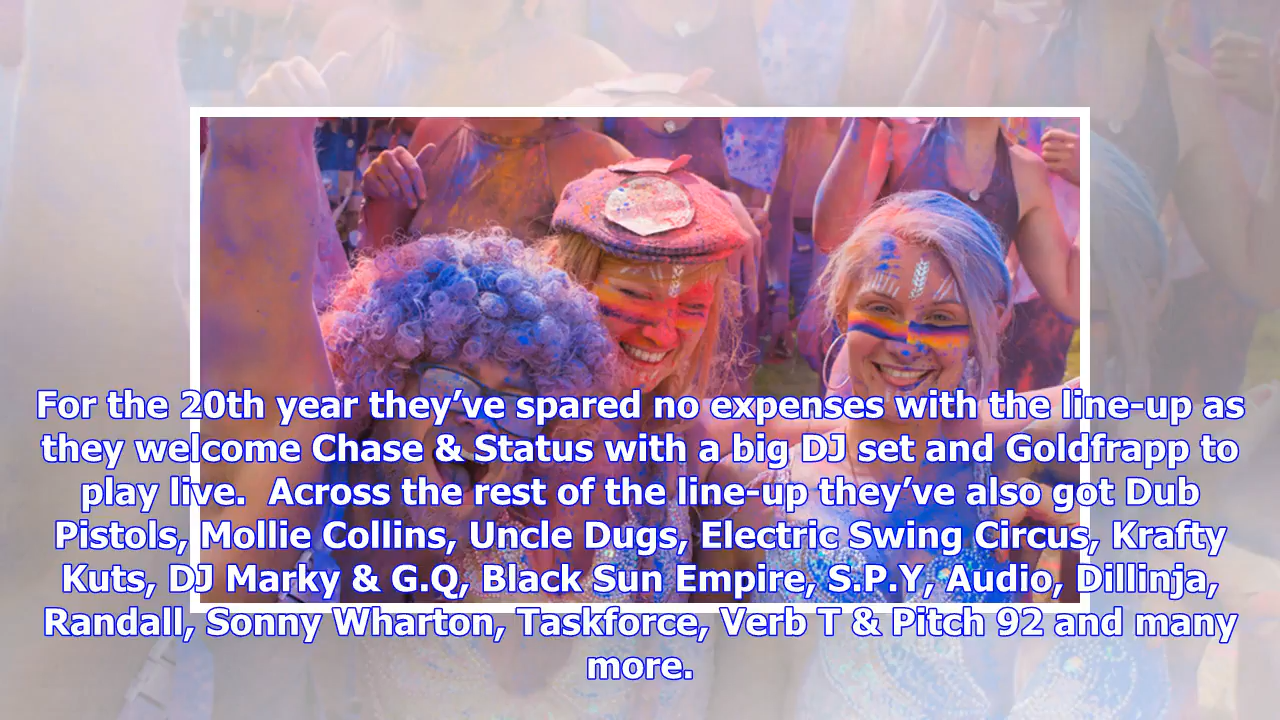 For the 20th year they’ve spared no expenses with the line-up as
they welcome Chase & Status with a big DJ set and Goldfrapp to
play live.  Across the rest of the line-up they’ve also got Dub
Pistols, Mollie Collins, Uncle Dugs, Electric Swing Circus, Krafty
Kuts, DJ Marky & G.Q, Black Sun Empire, S.P.Y, Audio, Dillinja,
Randall, Sonny Wharton, Taskforce, Verb T & Pitch 92 and many
more.